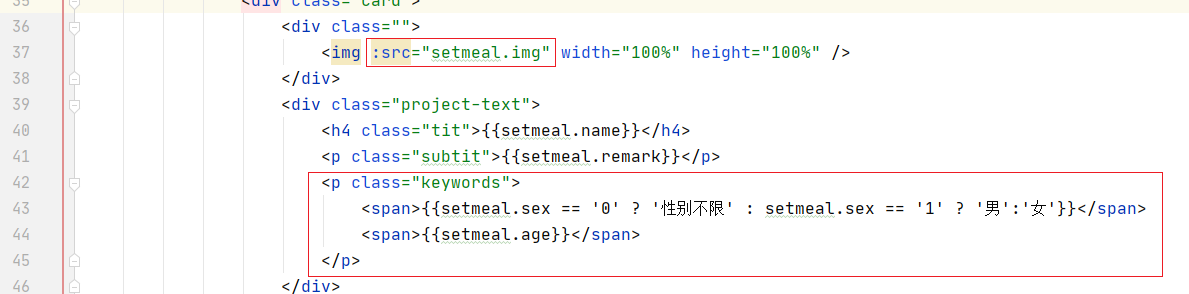 35 <div class="card">
36 <div class="">
37 <img :src="setmeal.img" width="100%" height="100%" />
38 </div>
39 <div class="project-text">
40 <h4 class="tit">{{setmeal.name}}</h4>
41 <p class="subtit">{{setmeal.remark}}</p>
42 <p class="keywords">
43 <span>{{setmeal.sex == '0' ? '性别不限' : setmeal.sex == '1' ? '男':'女'}}</span>
44 <span>{{setmeal.age}}</span>
45 </p>
46 </div>